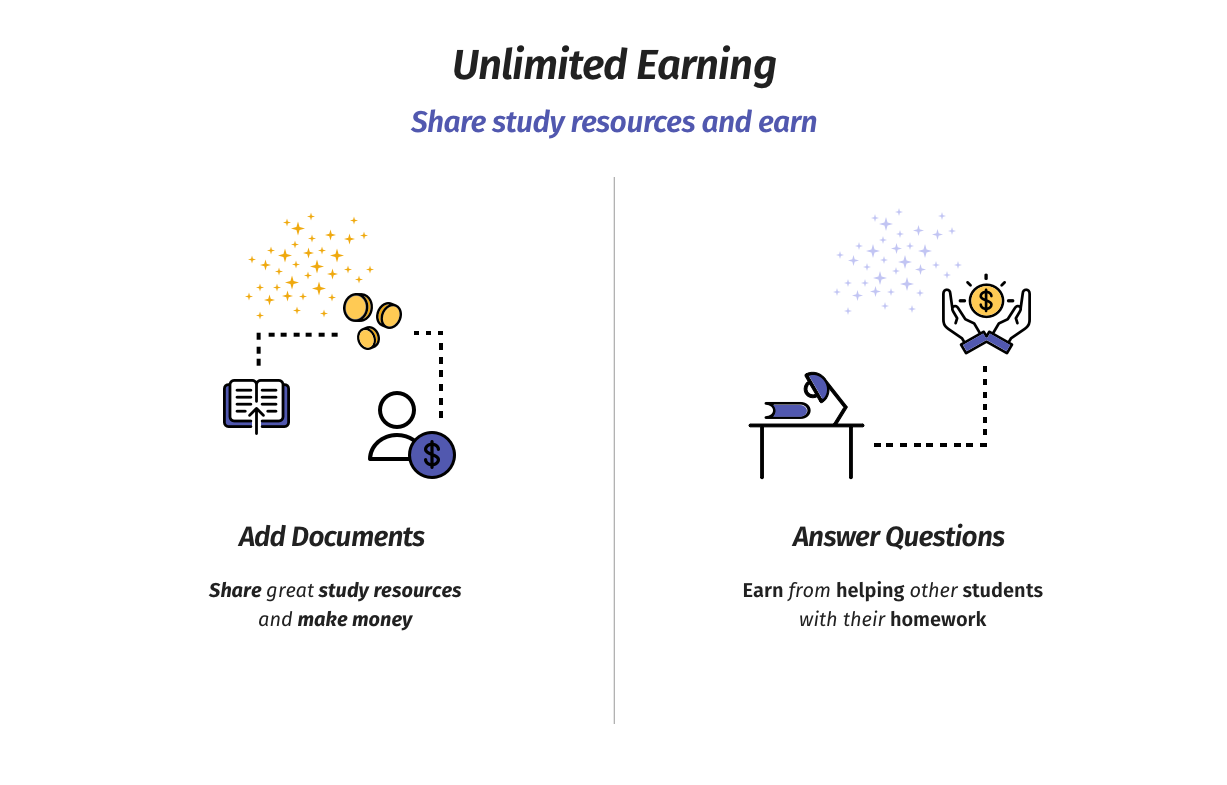 Unlimited Earning
Share study resources and earn
$
$
Add Documents
Answer Questions
Share great study resources
and make money
Earn from helping other students
with their homework